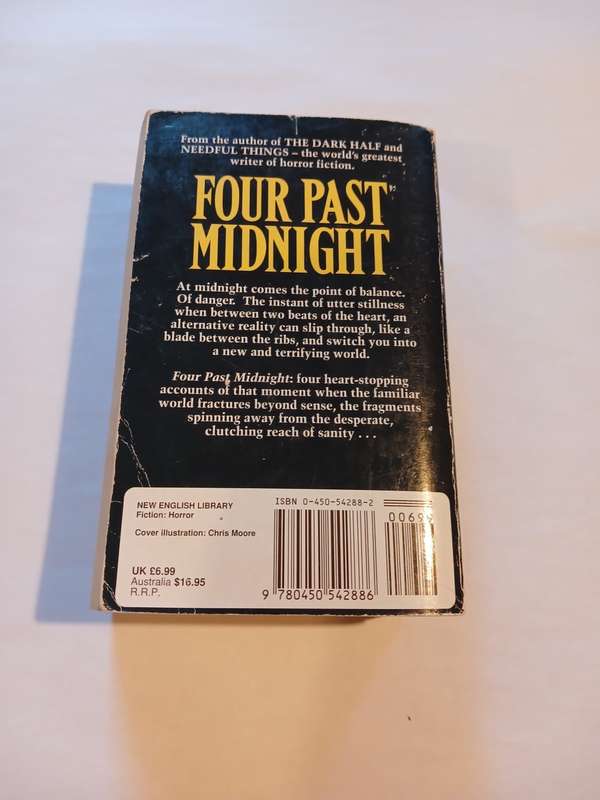 From the author of THE DARK HALF and
NEEDFUL THINGS – the world's greatest
writer of horror fiction.
FOUR PAST
MIDNIGHT
At midnight comes the point of balance.
Of danger. The instant of utter stillness
when between two beats of the heart, an
alternative reality can slip through, like a
blade between the ribs, and switch you into
a new and terrifying world.
Four Past Midnight: four heart-stopping
accounts of that moment when the familiar
world fractures beyond sense, the fragments
spinning away from the desperate,
clutching reach of sanity . . .
NEW ENGLISH LIBRARY
Fiction: Horror
Cover illustration: Chris Moore
UK £6.99
Australia $16.95
R.R.P.
ISBN 0-450-54288-2
00699
9 780450 542886